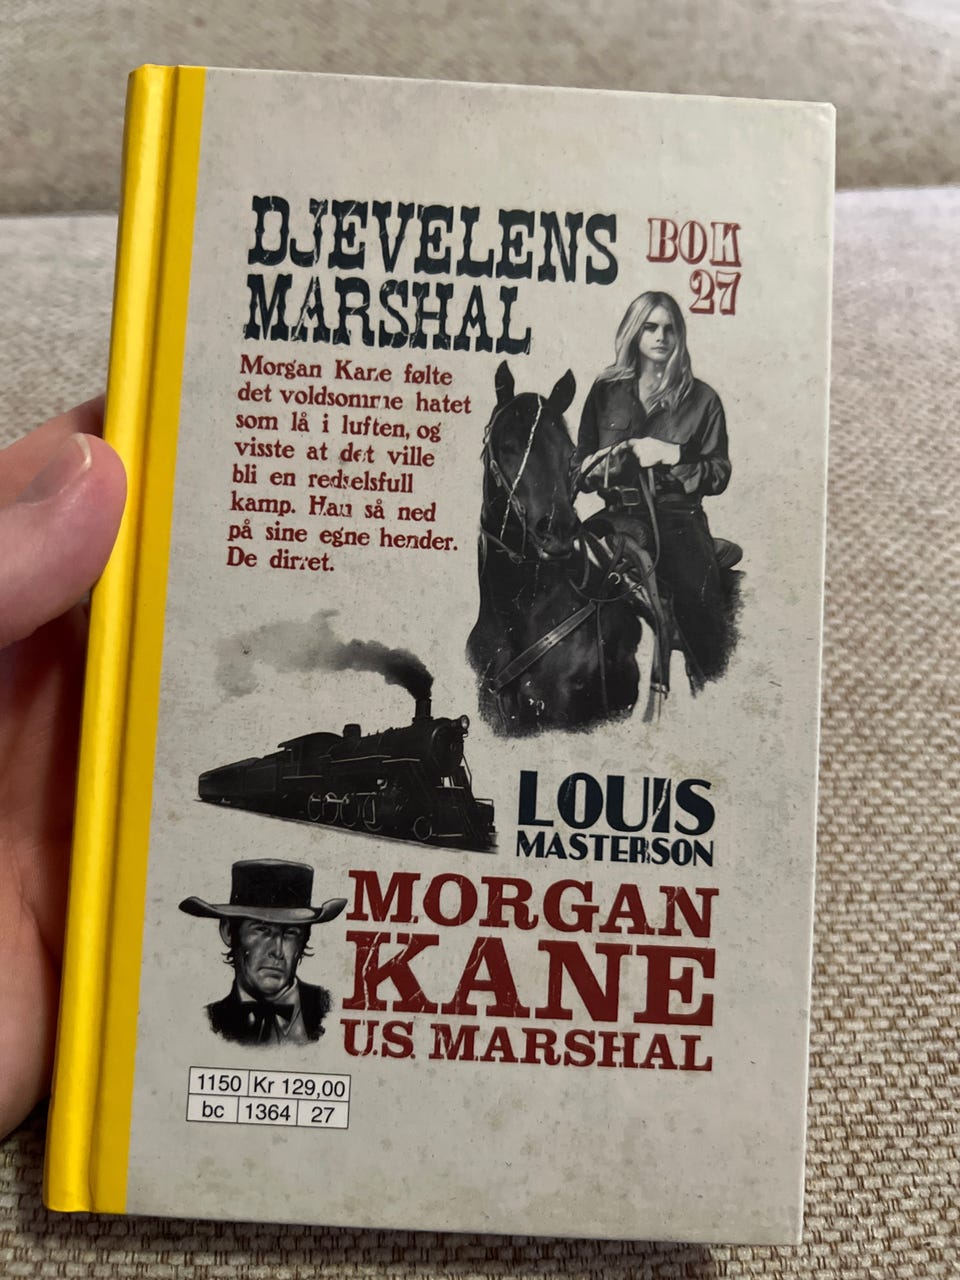 DJEVELENS
MARSHAL
BOK
27
Morgan Kane følte
det voldsomme hatet
som lå i luften, og
visste at det ville
bli en redselsfull
kamp. Han så ned
på sine egne hender.
De dirret.
LOUIS
MASTERSON
MORGAN
KANE
U.S. MARSHAL
1150 Kr 129,00
bc 1364 27